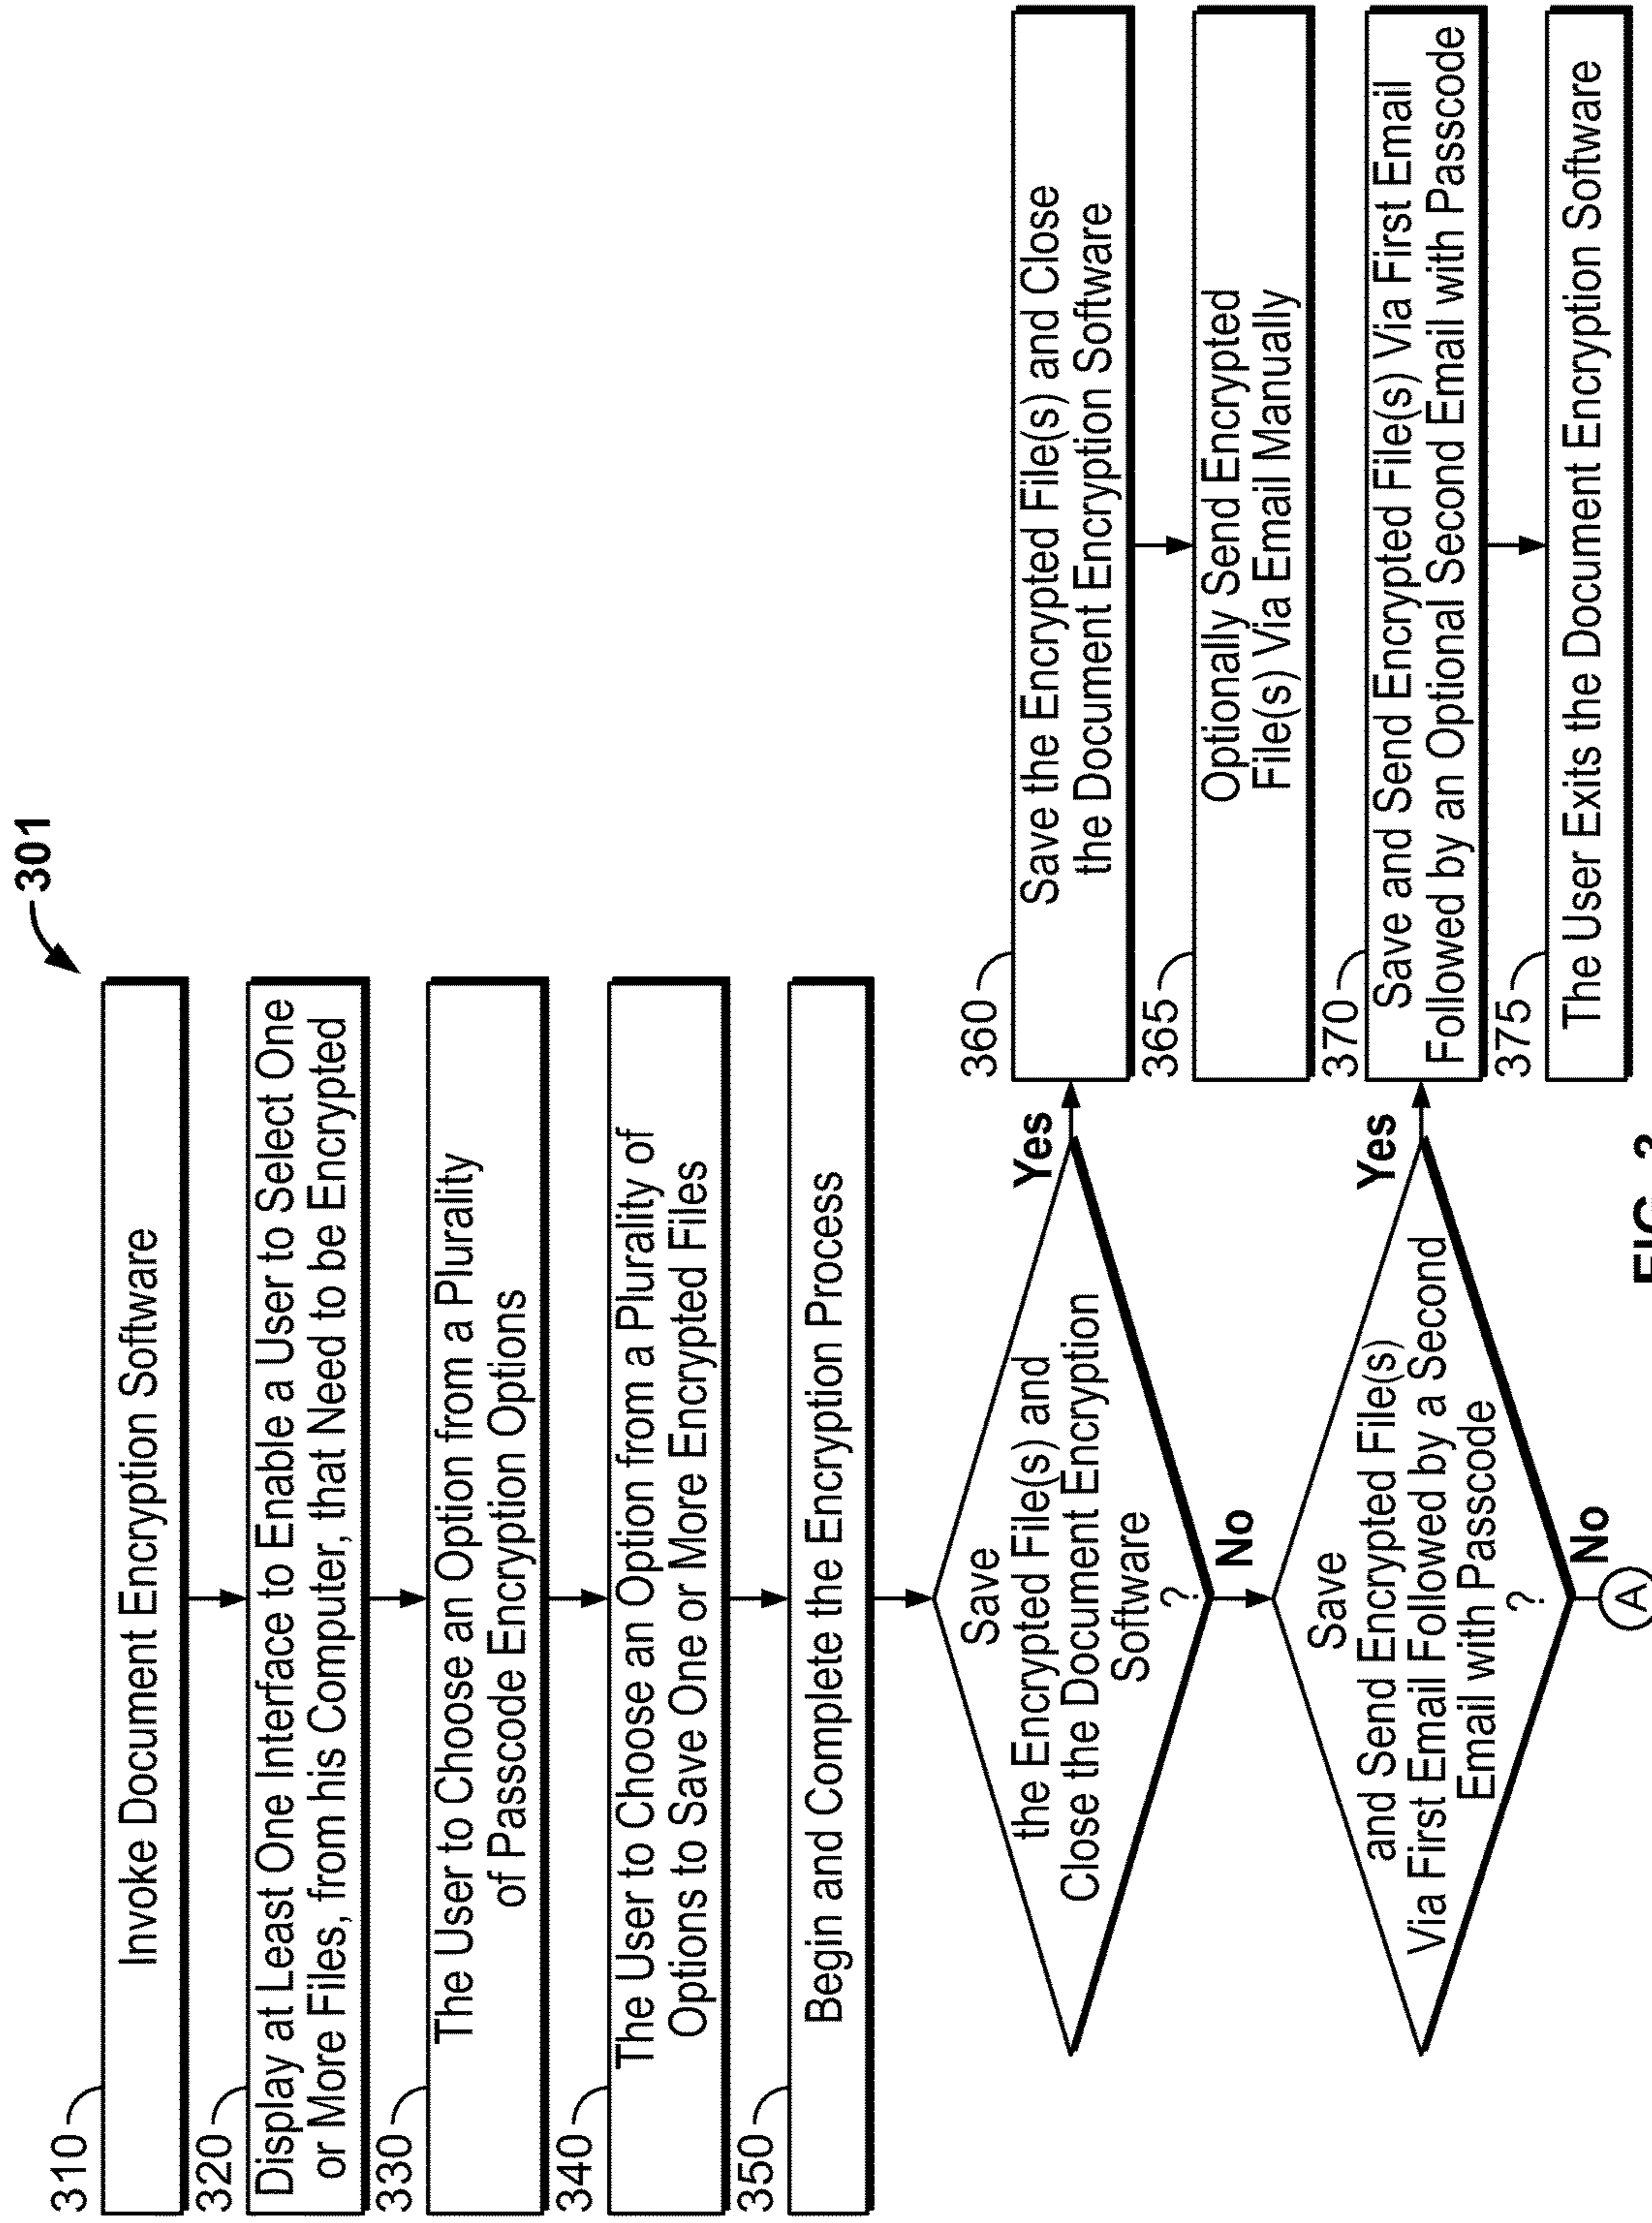 301
310
Invoke Document Encryption Software
320
Display at Least One Interface to Enable a User to Select One
or More Files, from his Computer, that Need to be Encrypted
330
The User to Choose an Option from a Plurality
of Passcode Encryption Options
340
The User to Choose an Option from a Plurality of
Options to Save One or More Encrypted Files
350
Begin and Complete the Encryption Process
Save
the Encrypted File(s) and
Close the Document Encryption
Software
?
Yes
No
360
Save the Encrypted File(s) and Close
the Document Encryption Software
365
Optionally Send Encrypted
File(s) Via Email Manually
Save
and Send Encrypted File(s)
Via First Email Followed by a Second
Email with Passcode
?
Yes
No
A
370
Save and Send Encrypted File(s) Via First Email
Followed by an Optional Second Email with Passcode
375
The User Exits the Document Encryption Software
FIG. 3